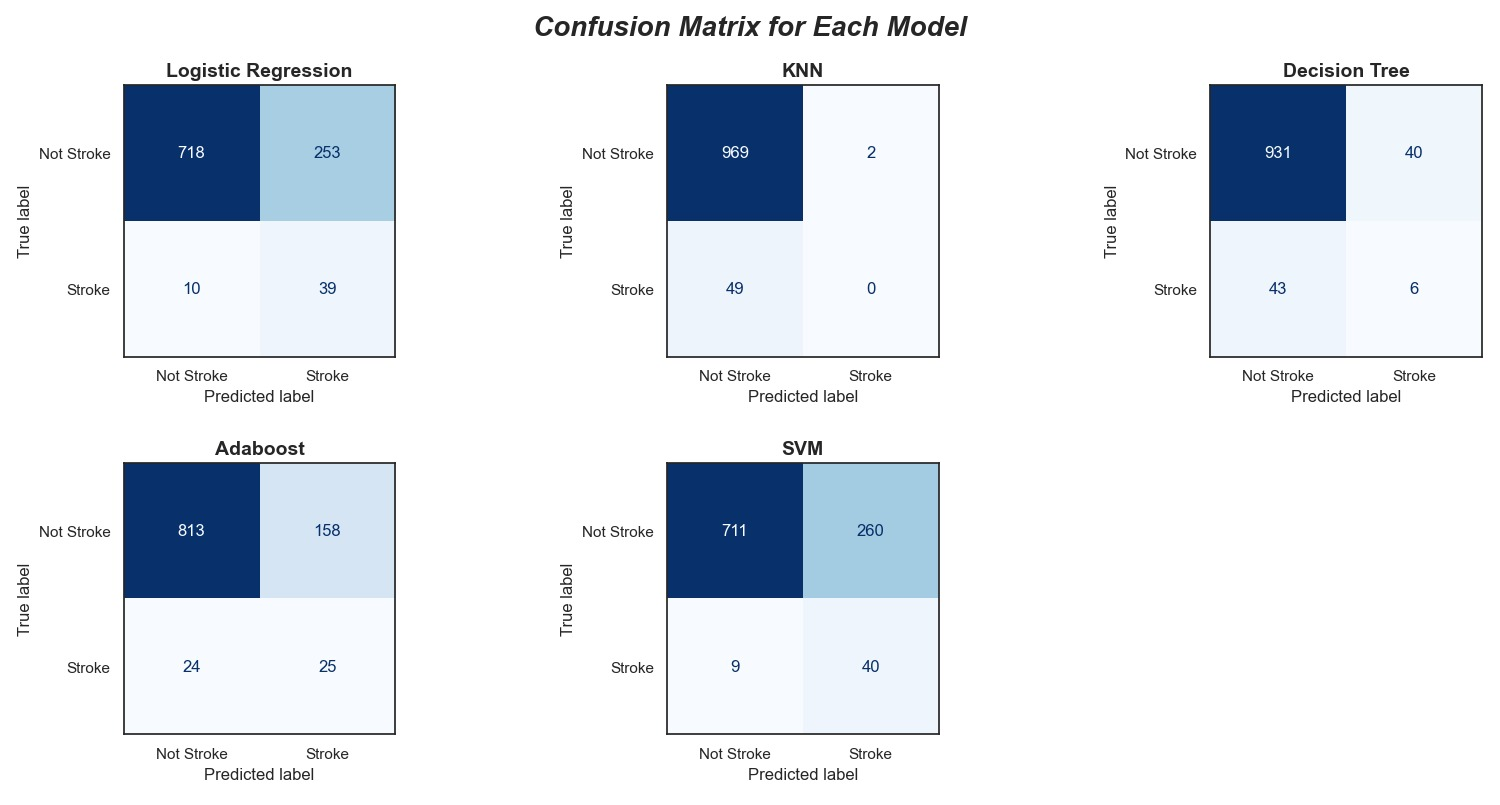 Confusion Matrix for Each Model
Logistic Regression
True label
Not Stroke
718
253
Stroke
10
39
Not Stroke
Stroke
Predicted label
KNN
True label
Not Stroke
969
2
Stroke
49
0
Not Stroke
Stroke
Predicted label
Decision Tree
True label
Not Stroke
931
40
Stroke
43
6
Not Stroke
Stroke
Predicted label
Adaboost
True label
Not Stroke
813
158
Stroke
24
25
Not Stroke
Stroke
Predicted label
SVM
True label
Not Stroke
711
260
Stroke
9
40
Not Stroke
Stroke
Predicted label